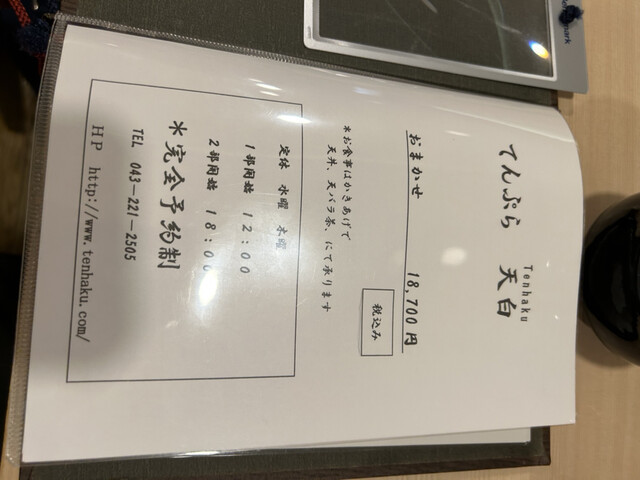 てんぷら 天白
Tenhaku
おまかせ 18,700円
税込み
*お食事はかきあげで
天丼、天バラ茶、にて承ります
定休 水曜 木曜
1部開始 12:00
2部開始 18:00
*完全予約制
TEL 043-221-2505
HP http://www.tenhaku.com/
mark